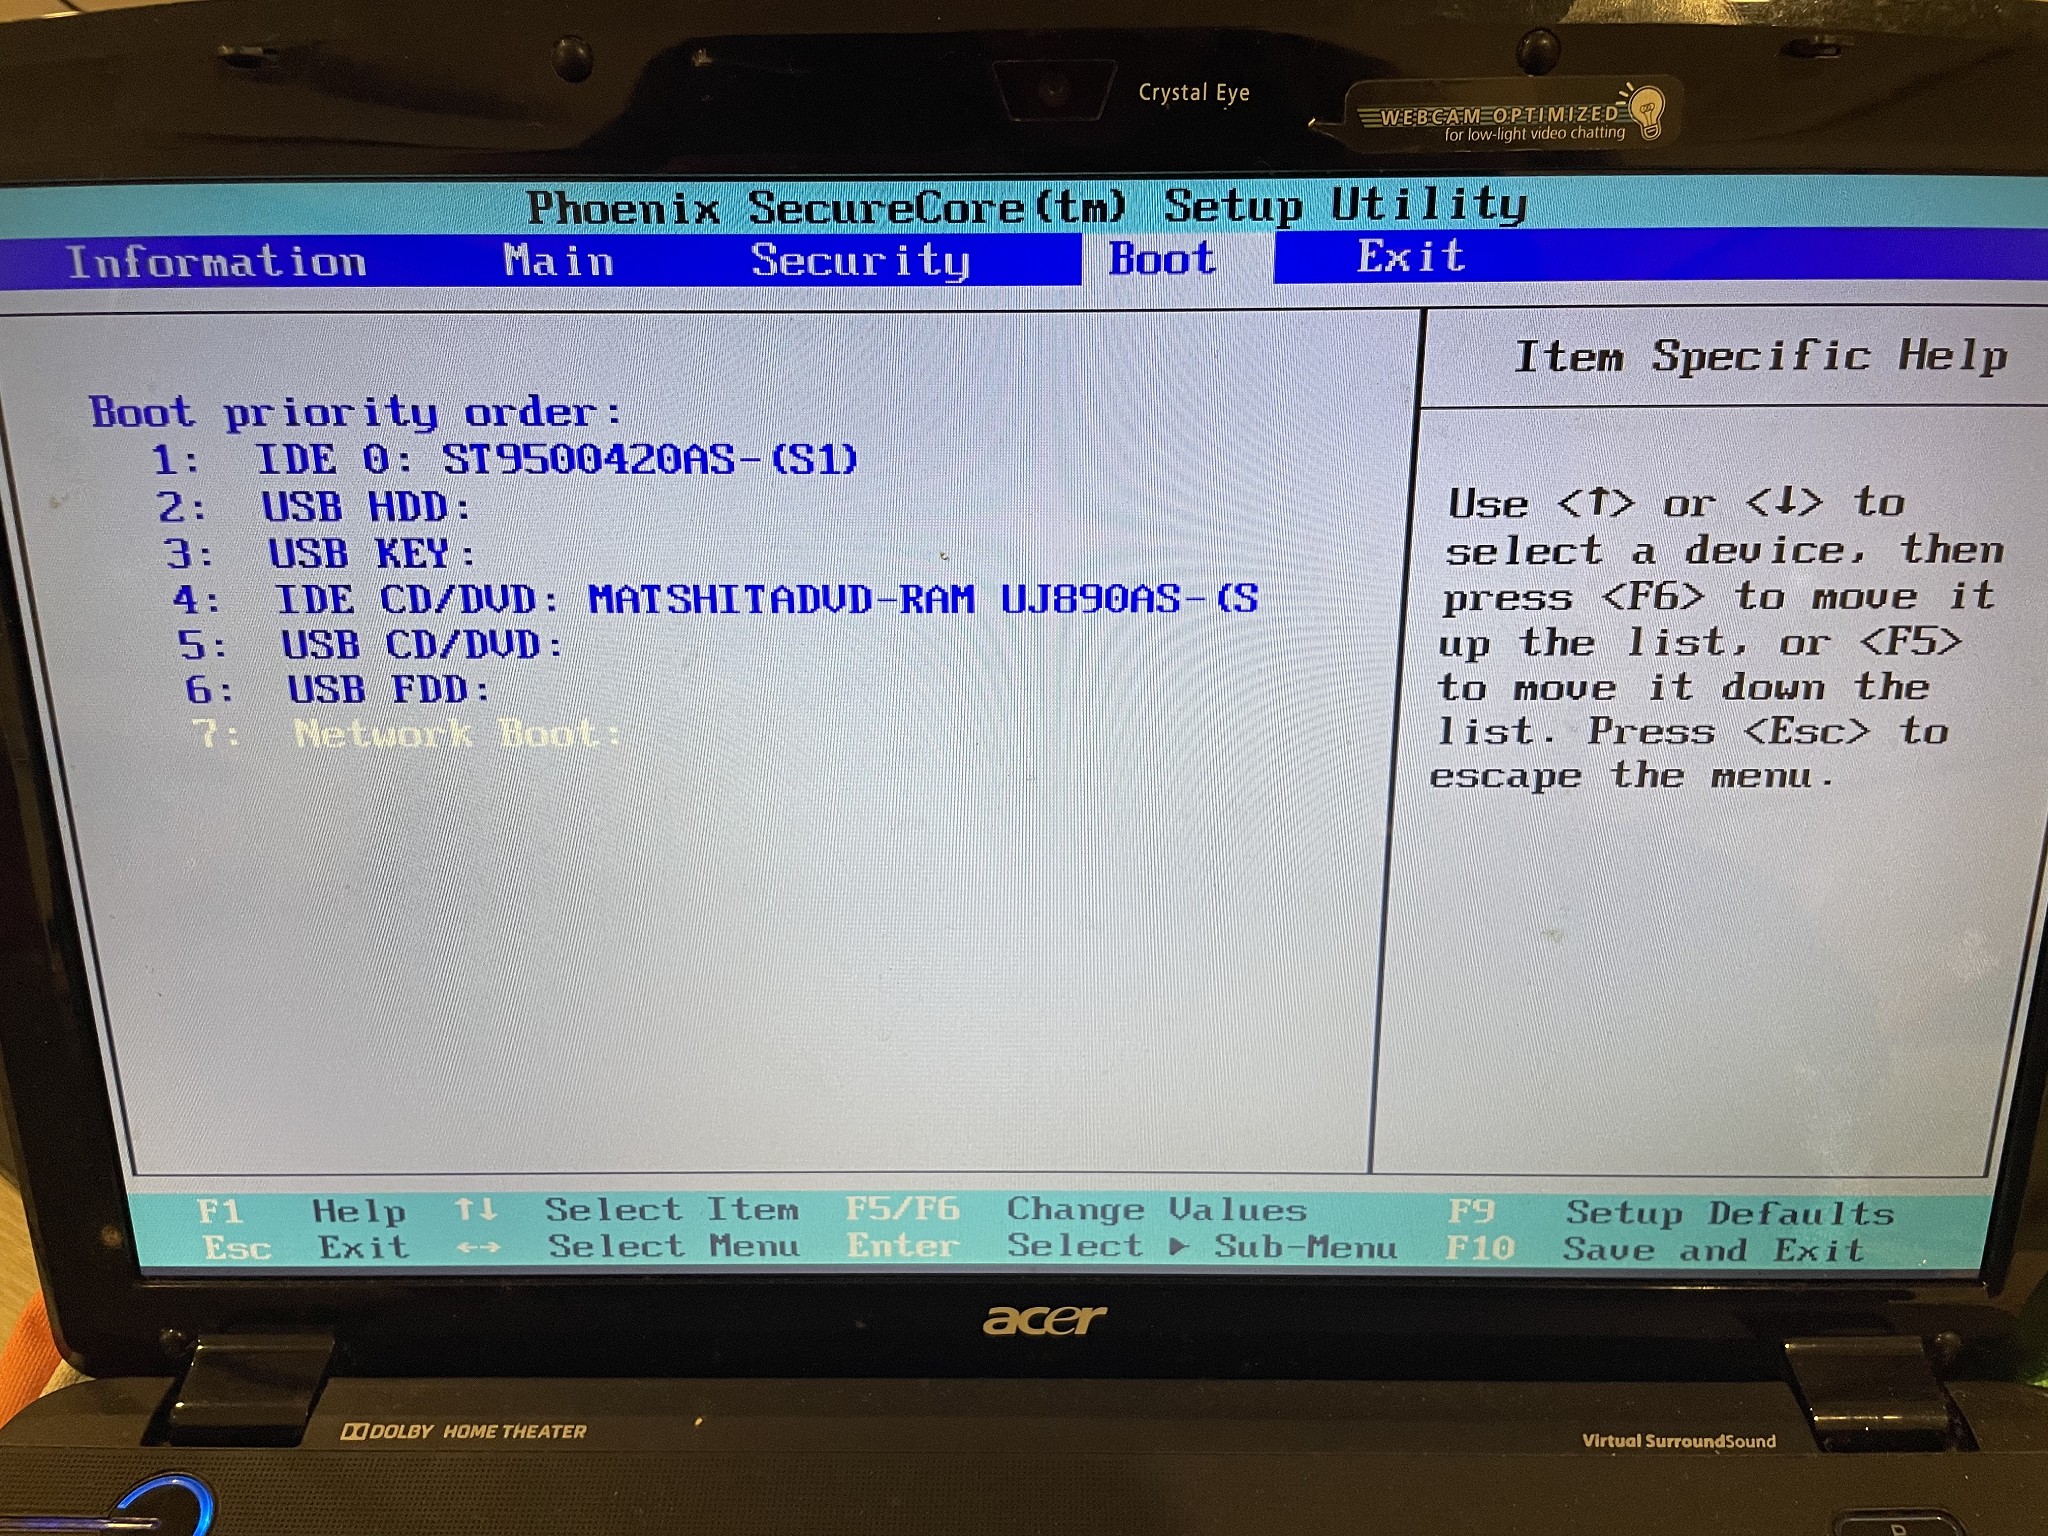 Crystal Eye
WEBCAM OPTIMIZED
for low-light video chatting
Phoenix SecureCore(tm) Setup Utility
Information Main Security Boot Exit
Item Specific Help
Boot priority order:
1: IDE 0: ST9500420AS-(S1)
2: USB HDD:
3: USB KEY:
4: IDE CD/DVD: MATSHITADVD-RAM UJ890AS-(S
5: USB CD/DVD:
6: USB FDD:
7: Network Boot:
Use <↑> or <↓> to
select a device, then
press <F6> to move it
up the list, or <F5>
to move it down the
list. Press <Esc> to
escape the menu.
F1 Help ↑↓ Select Item F5/F6 Change Values F9 Setup Defaults
Esc Exit ←→ Select Menu Enter Select ▶ Sub-Menu F10 Save and Exit
acer
DOLBY HOME THEATER
Virtual SurroundSound